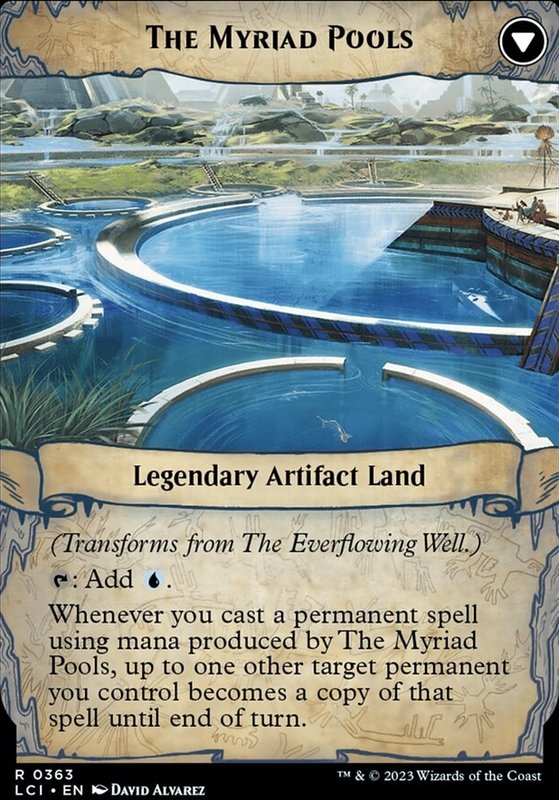 The Myriad Pools
Legendary Artifact Land
(Transforms from The Everflowing Well.)
: Add .
Whenever you cast a permanent spell
using mana produced by The Myriad
Pools, up to one other target permanent
you control becomes a copy of that
spell until end of turn.
R 0363
LCI • EN David Alvarez
™ & © 2023 Wizards of the Coast